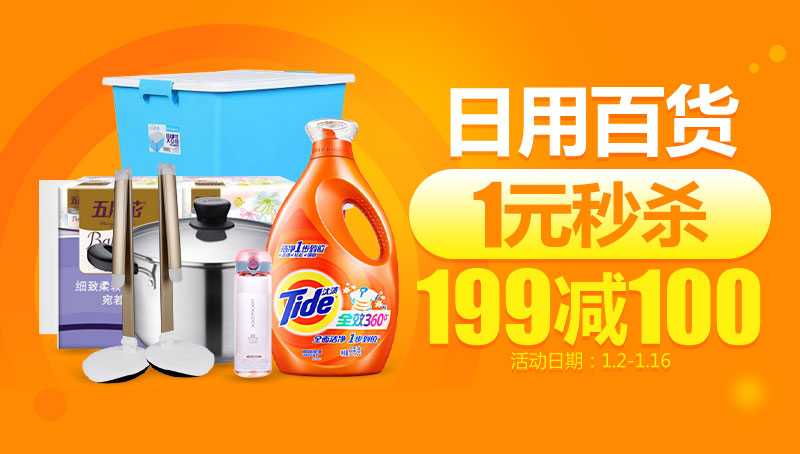 日用百货
1元秒杀
199减100
活动日期：1.2-1.16
五月花
细致柔软
宛若
洁净1步到位
Tide
汰渍
全效360°
全面洁净 1步到位